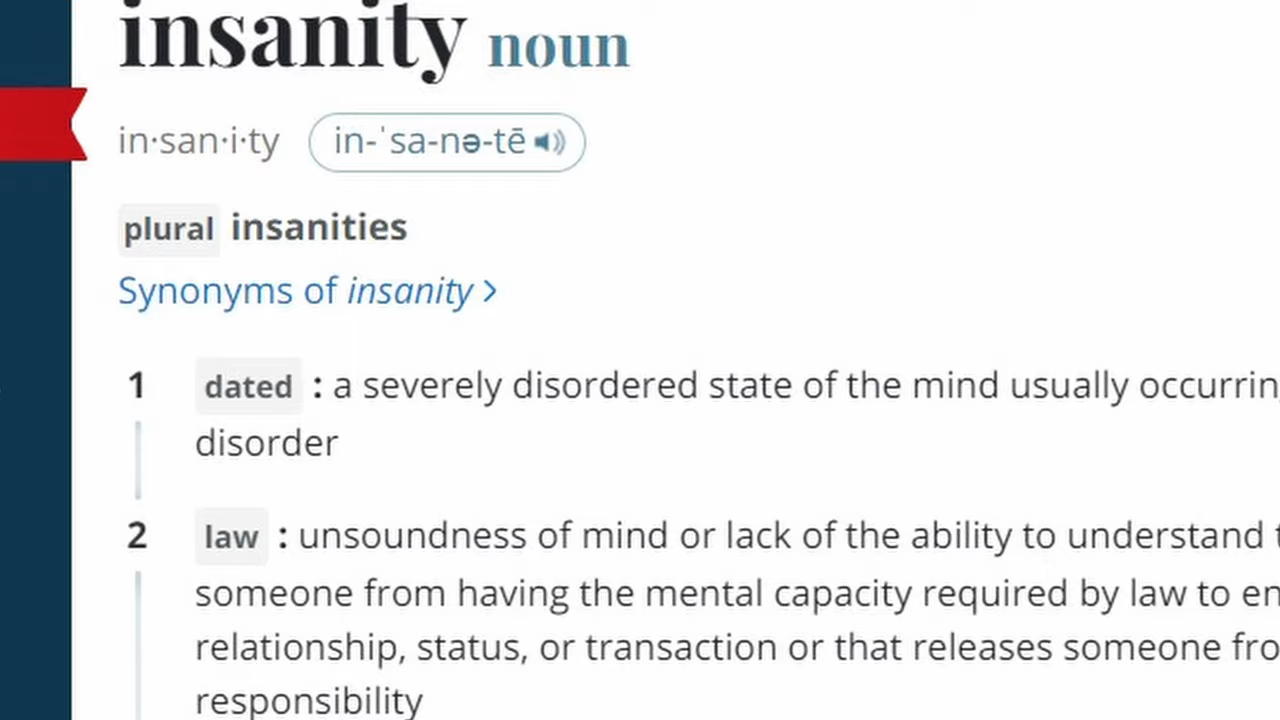 insanity noun
in·san·i·ty in-ˈsa-nə-tē
plural insanities
Synonyms of insanity
1 dated : a severely disordered state of the mind usually
disorder
2 law : unsoundness of mind or lack of the ability to understand
someone from having the mental capacity required by law to
relationship, status, or transaction or that releases someone
responsibility